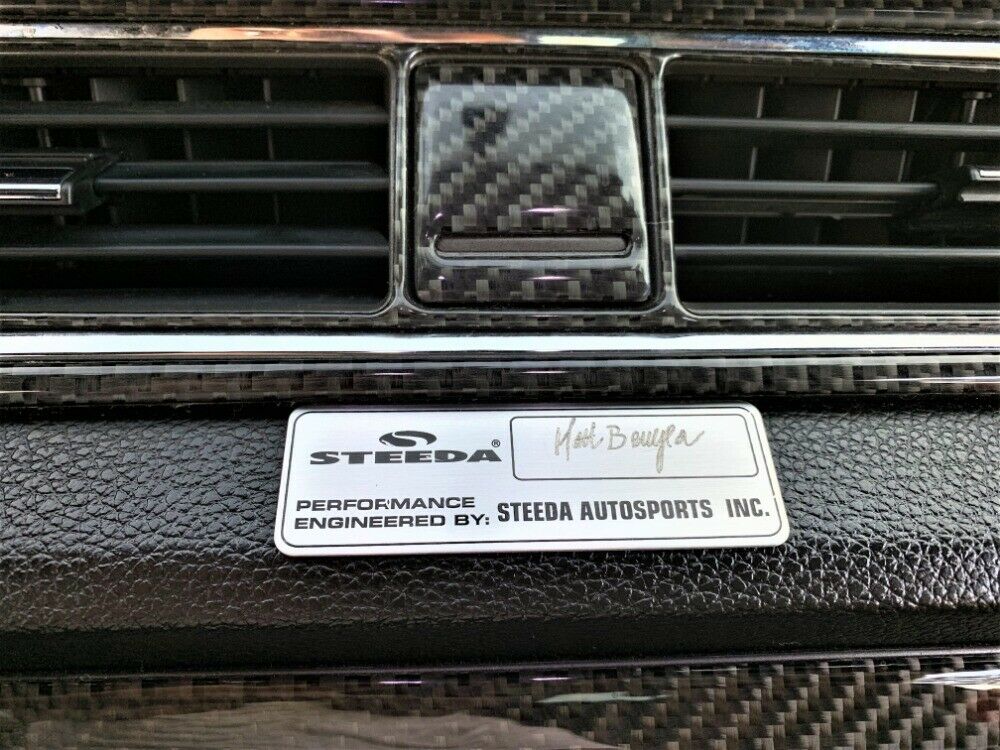 STEEDA®
PERFORMANCE
ENGINEERED BY: STEEDA AUTOSPORTS INC.